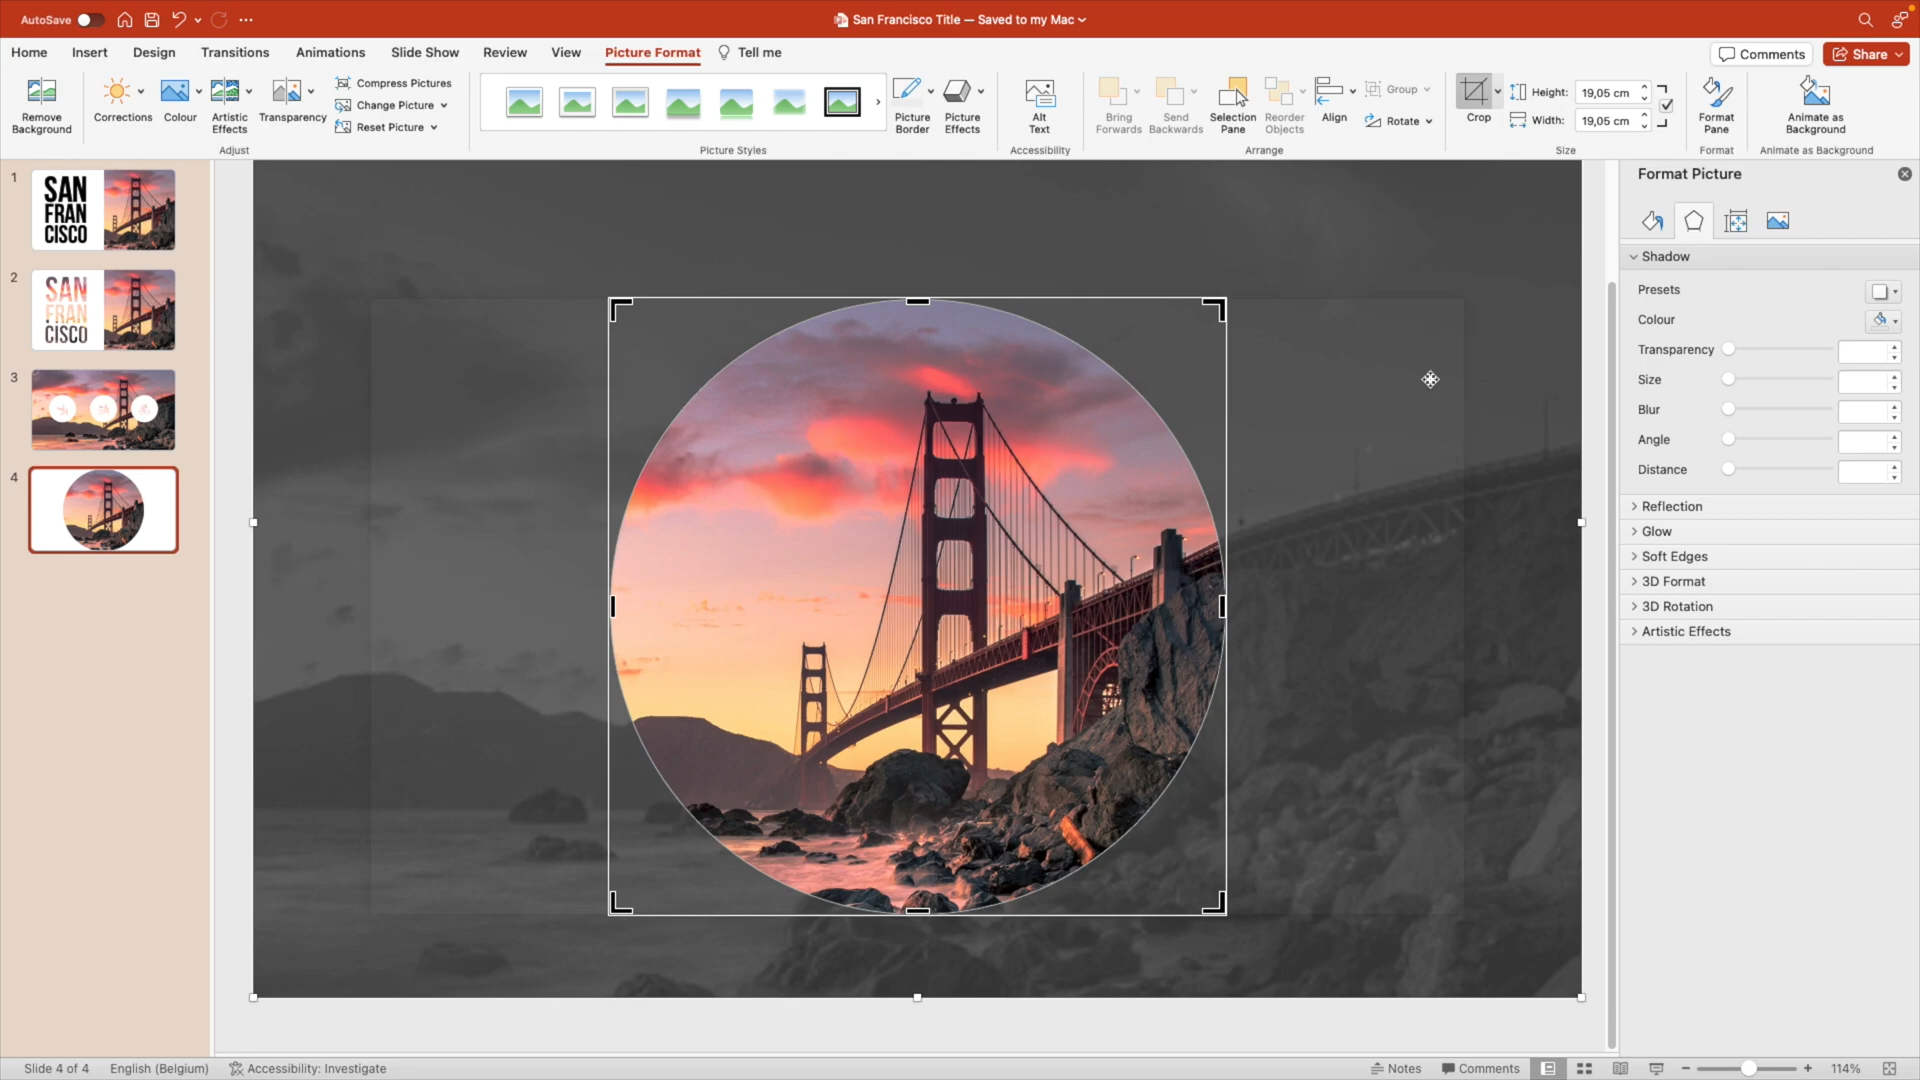 AutoSave
San Francisco Title — Saved to my Mac
Home Insert Design Transitions Animations Slide Show Review View Picture Format Tell me
Comments Share
Remove Background
Corrections
Colour
Artistic Effects
Transparency
Compress Pictures
Change Picture
Reset Picture
Picture Border
Picture Effects
Alt Text
Bring Forwards
Send Backwards
Selection Pane
Reorder Objects
Align
Group
Rotate
Crop
Height: 19,05 cm
Width: 19,05 cm
Format Pane
Animate as Background
Adjust
Picture Styles
Accessibility
Arrange
Size
Format
Animate as Background
1
SAN
FRAN
CISCO
2
SAN
FRAN
CISCO
3
4
Format Picture
Shadow
Presets
Colour
Transparency
Size
Blur
Angle
Distance
Reflection
Glow
Soft Edges
3D Format
3D Rotation
Artistic Effects
Slide 4 of 4 English (Belgium) Accessibility: Investigate
Notes Comments 114%